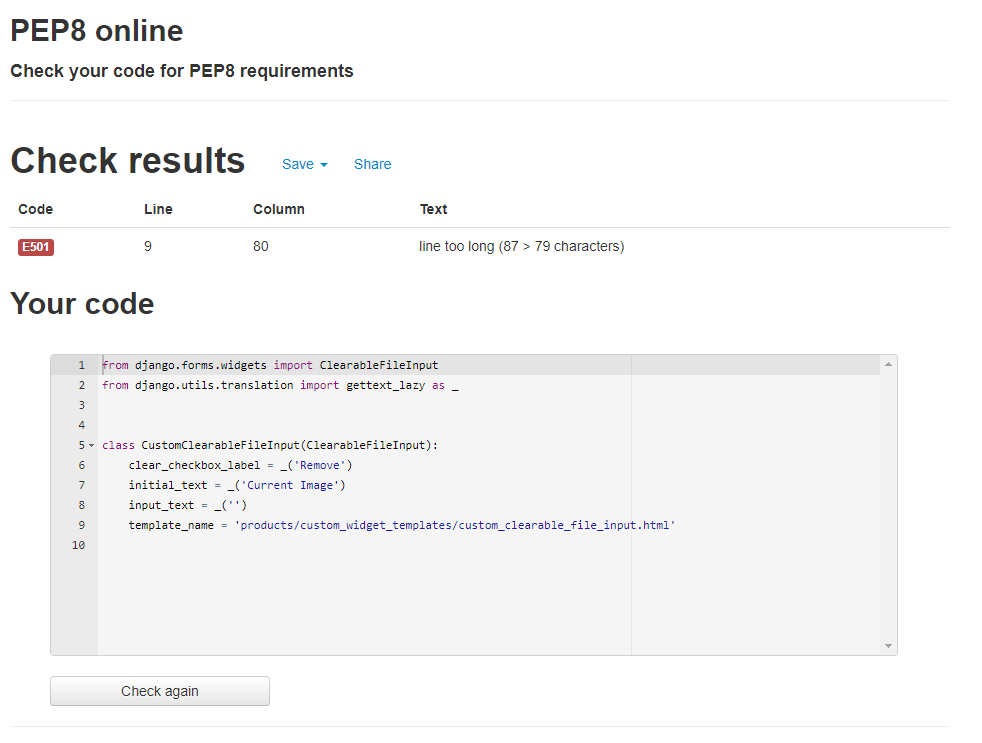 PEP8 online
Check your code for PEP8 requirements
Check results Save Share
Code Line Column Text
E501 9 80 line too long (87 > 79 characters)
Your code
1 from django.forms.widgets import ClearableFileInput
2 from django.utils.translation import gettext_lazy as _
3
4
5 class CustomClearableFileInput(ClearableFileInput):
6     clear_checkbox_label = _('Remove')
7     initial_text = _('Current Image')
8     input_text = _('')
9     template_name = 'products/custom_widget_templates/custom_clearable_file_input.html'
10
Check again